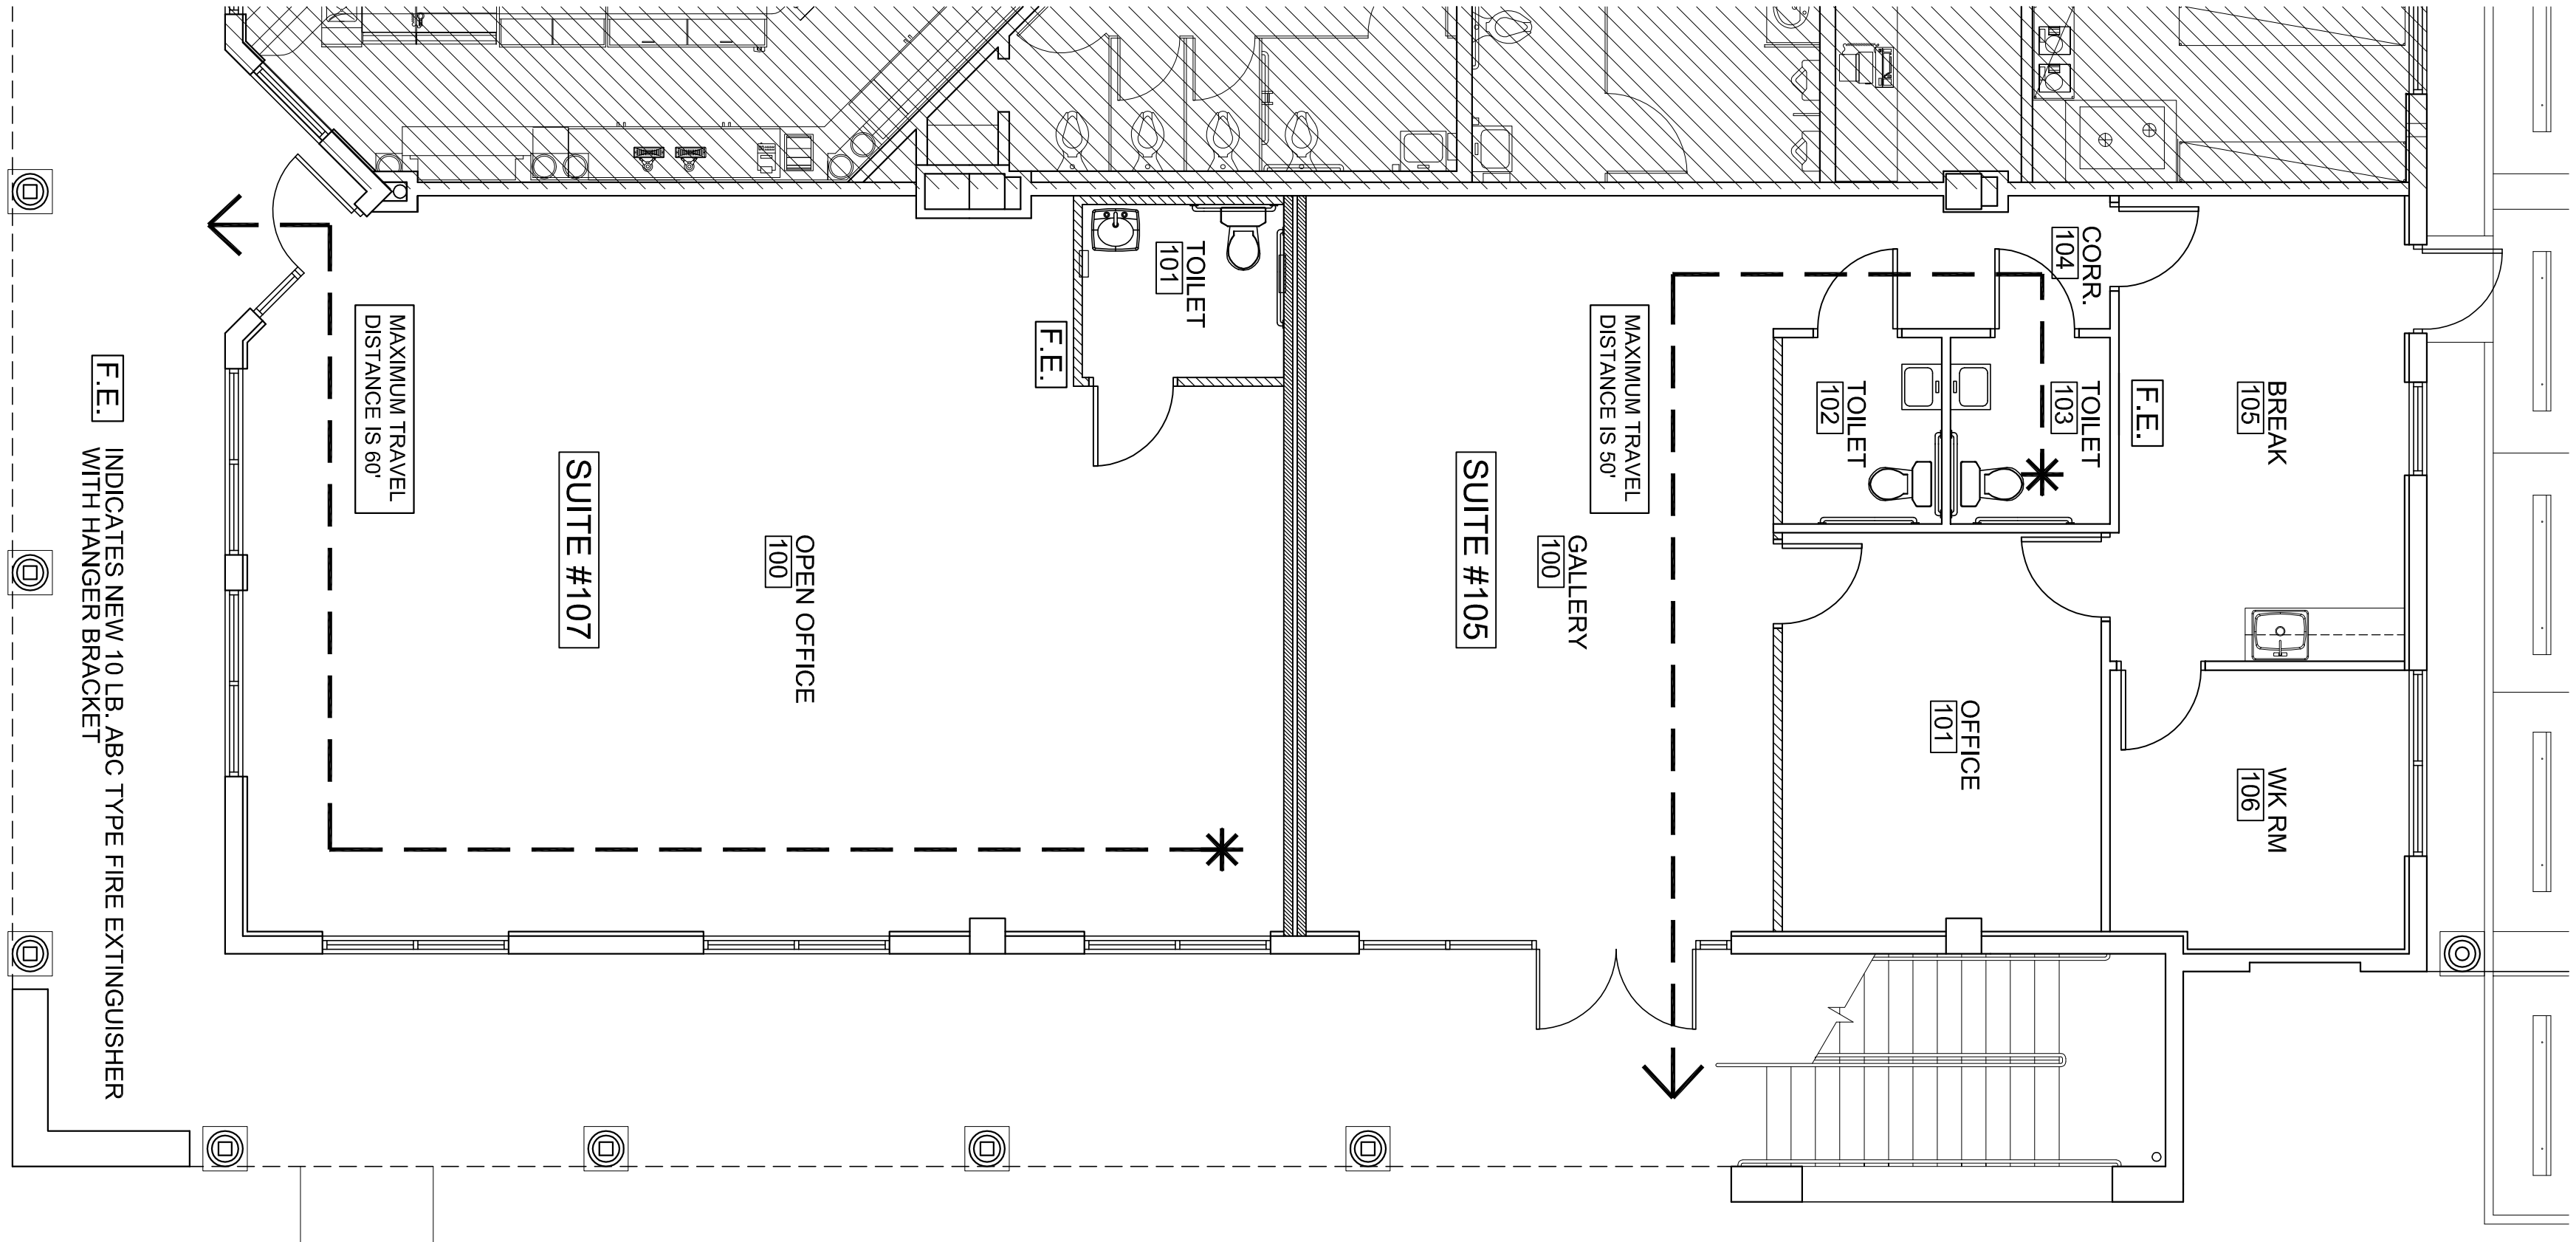 TOILET
101
CORR.
104
F.E.
MAXIMUM TRAVEL
DISTANCE IS 60'
MAXIMUM TRAVEL
DISTANCE IS 50'
F.E.
INDICATES NEW 10 LB. ABC TYPE FIRE EXTINGUISHER
WITH HANGER BRACKET
TOILET
102
TOILET
103
F.E.
BREAK
105
SUITE #107
OPEN OFFICE
100
SUITE #105
GALLERY
100
OFFICE
101
WK RM
106